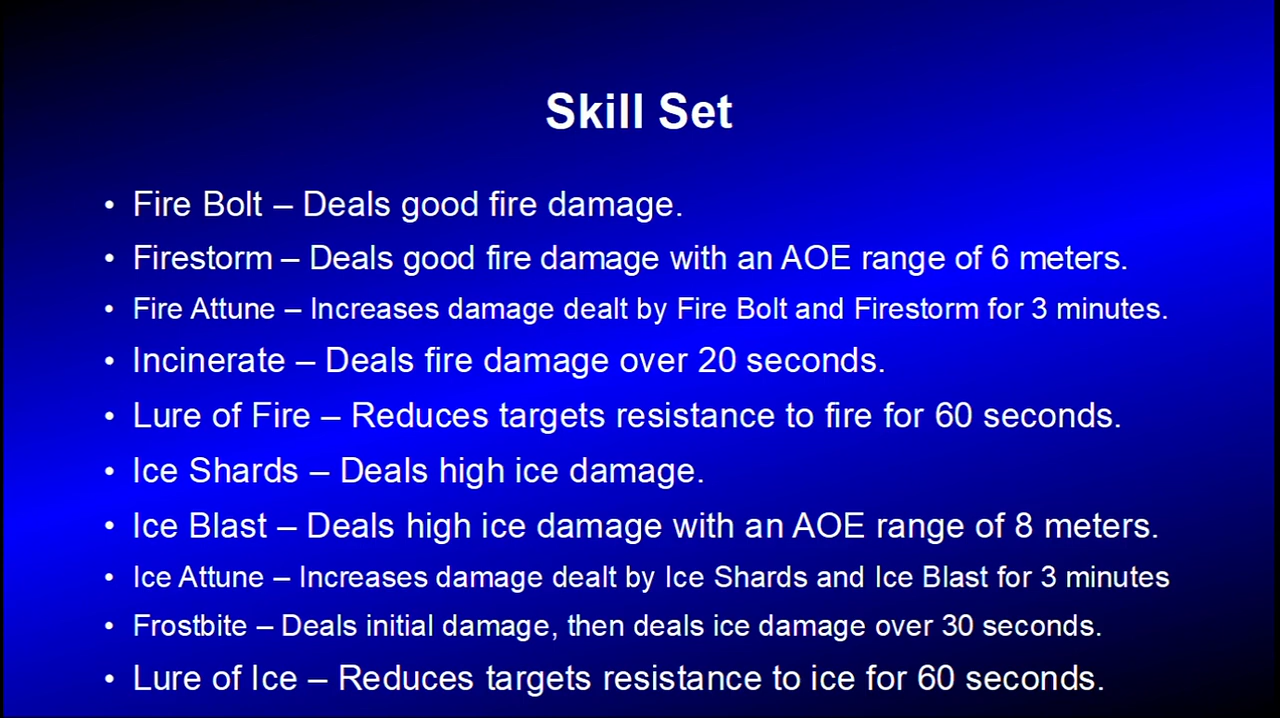 Skill Set
• Fire Bolt – Deals good fire damage.
• Firestorm – Deals good fire damage with an AOE range of 6 meters.
• Fire Attune – Increases damage dealt by Fire Bolt and Firestorm for 3 minutes.
• Incinerate – Deals fire damage over 20 seconds.
• Lure of Fire – Reduces targets resistance to fire for 60 seconds.
• Ice Shards – Deals high ice damage.
• Ice Blast – Deals high ice damage with an AOE range of 8 meters.
• Ice Attune – Increases damage dealt by Ice Shards and Ice Blast for 3 minutes
• Frostbite – Deals initial damage, then deals ice damage over 30 seconds.
• Lure of Ice – Reduces targets resistance to ice for 60 seconds.